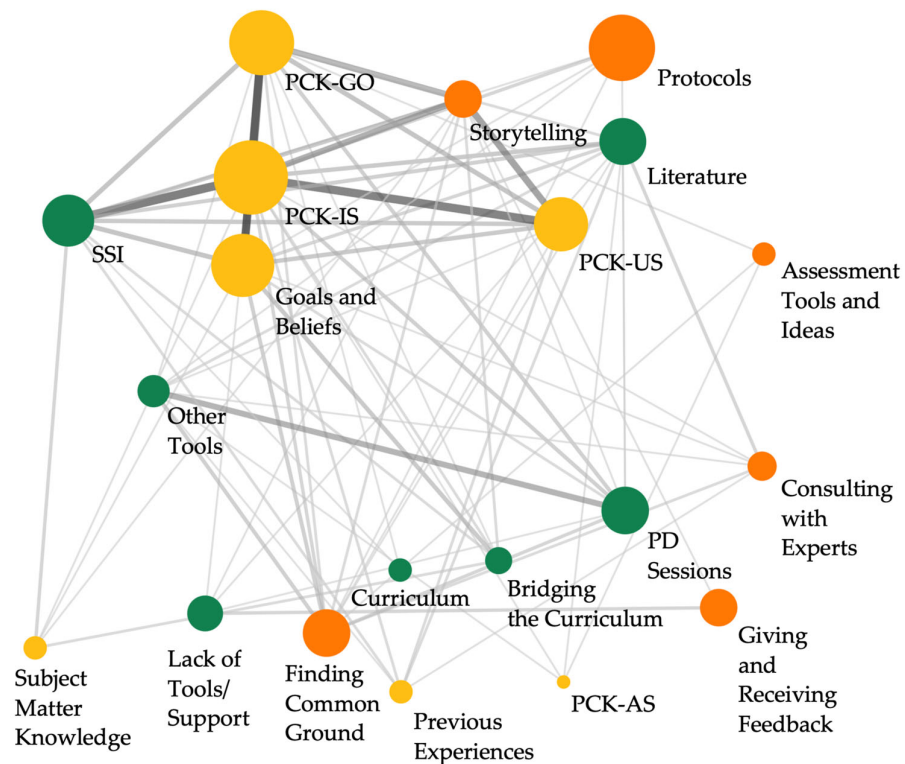 PCK-GO
Protocols
Storytelling
Literature
PCK-IS
SSI
PCK-US
Goals and
Beliefs
Assessment
Tools and
Ideas
Other
Tools
Consulting
with
Experts
PD
Sessions
Curriculum
Bridging
the Curriculum
Subject
Matter
Knowledge
Lack of
Tools/
Support
Finding
Common
Ground
Previous
Experiences
PCK-AS
Giving
and
Receiving
Feedback